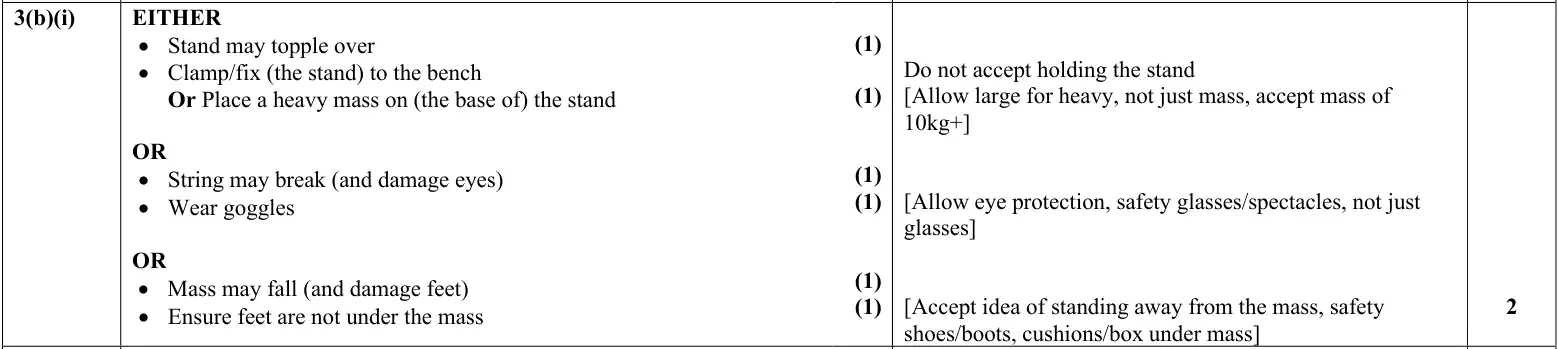 3(b)(i)
EITHER
• Stand may topple over (1)
• Clamp/fix (the stand) to the bench
Do not accept holding the stand
Or Place a heavy mass on (the base of) the stand (1) [Allow large for heavy, not just mass, accept mass of
10kg+]
OR
• String may break (and damage eyes) (1)
• Wear goggles (1) [Allow eye protection, safety glasses/spectacles, not just
glasses]
OR
• Mass may fall (and damage feet) (1)
• Ensure feet are not under the mass (1) [Accept idea of standing away from the mass, safety
shoes/boots, cushions/box under mass]
2